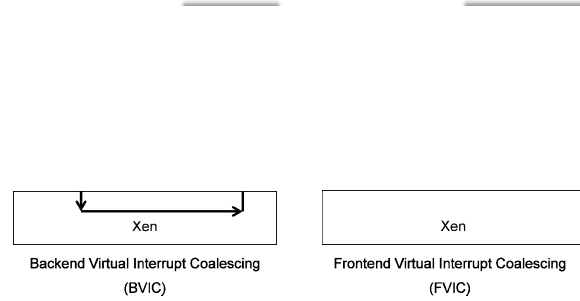 Xen
Xen
Backend Virtual Interrupt Coalescing
(BVIC)
Frontend Virtual Interrupt Coalescing
(FVIC)